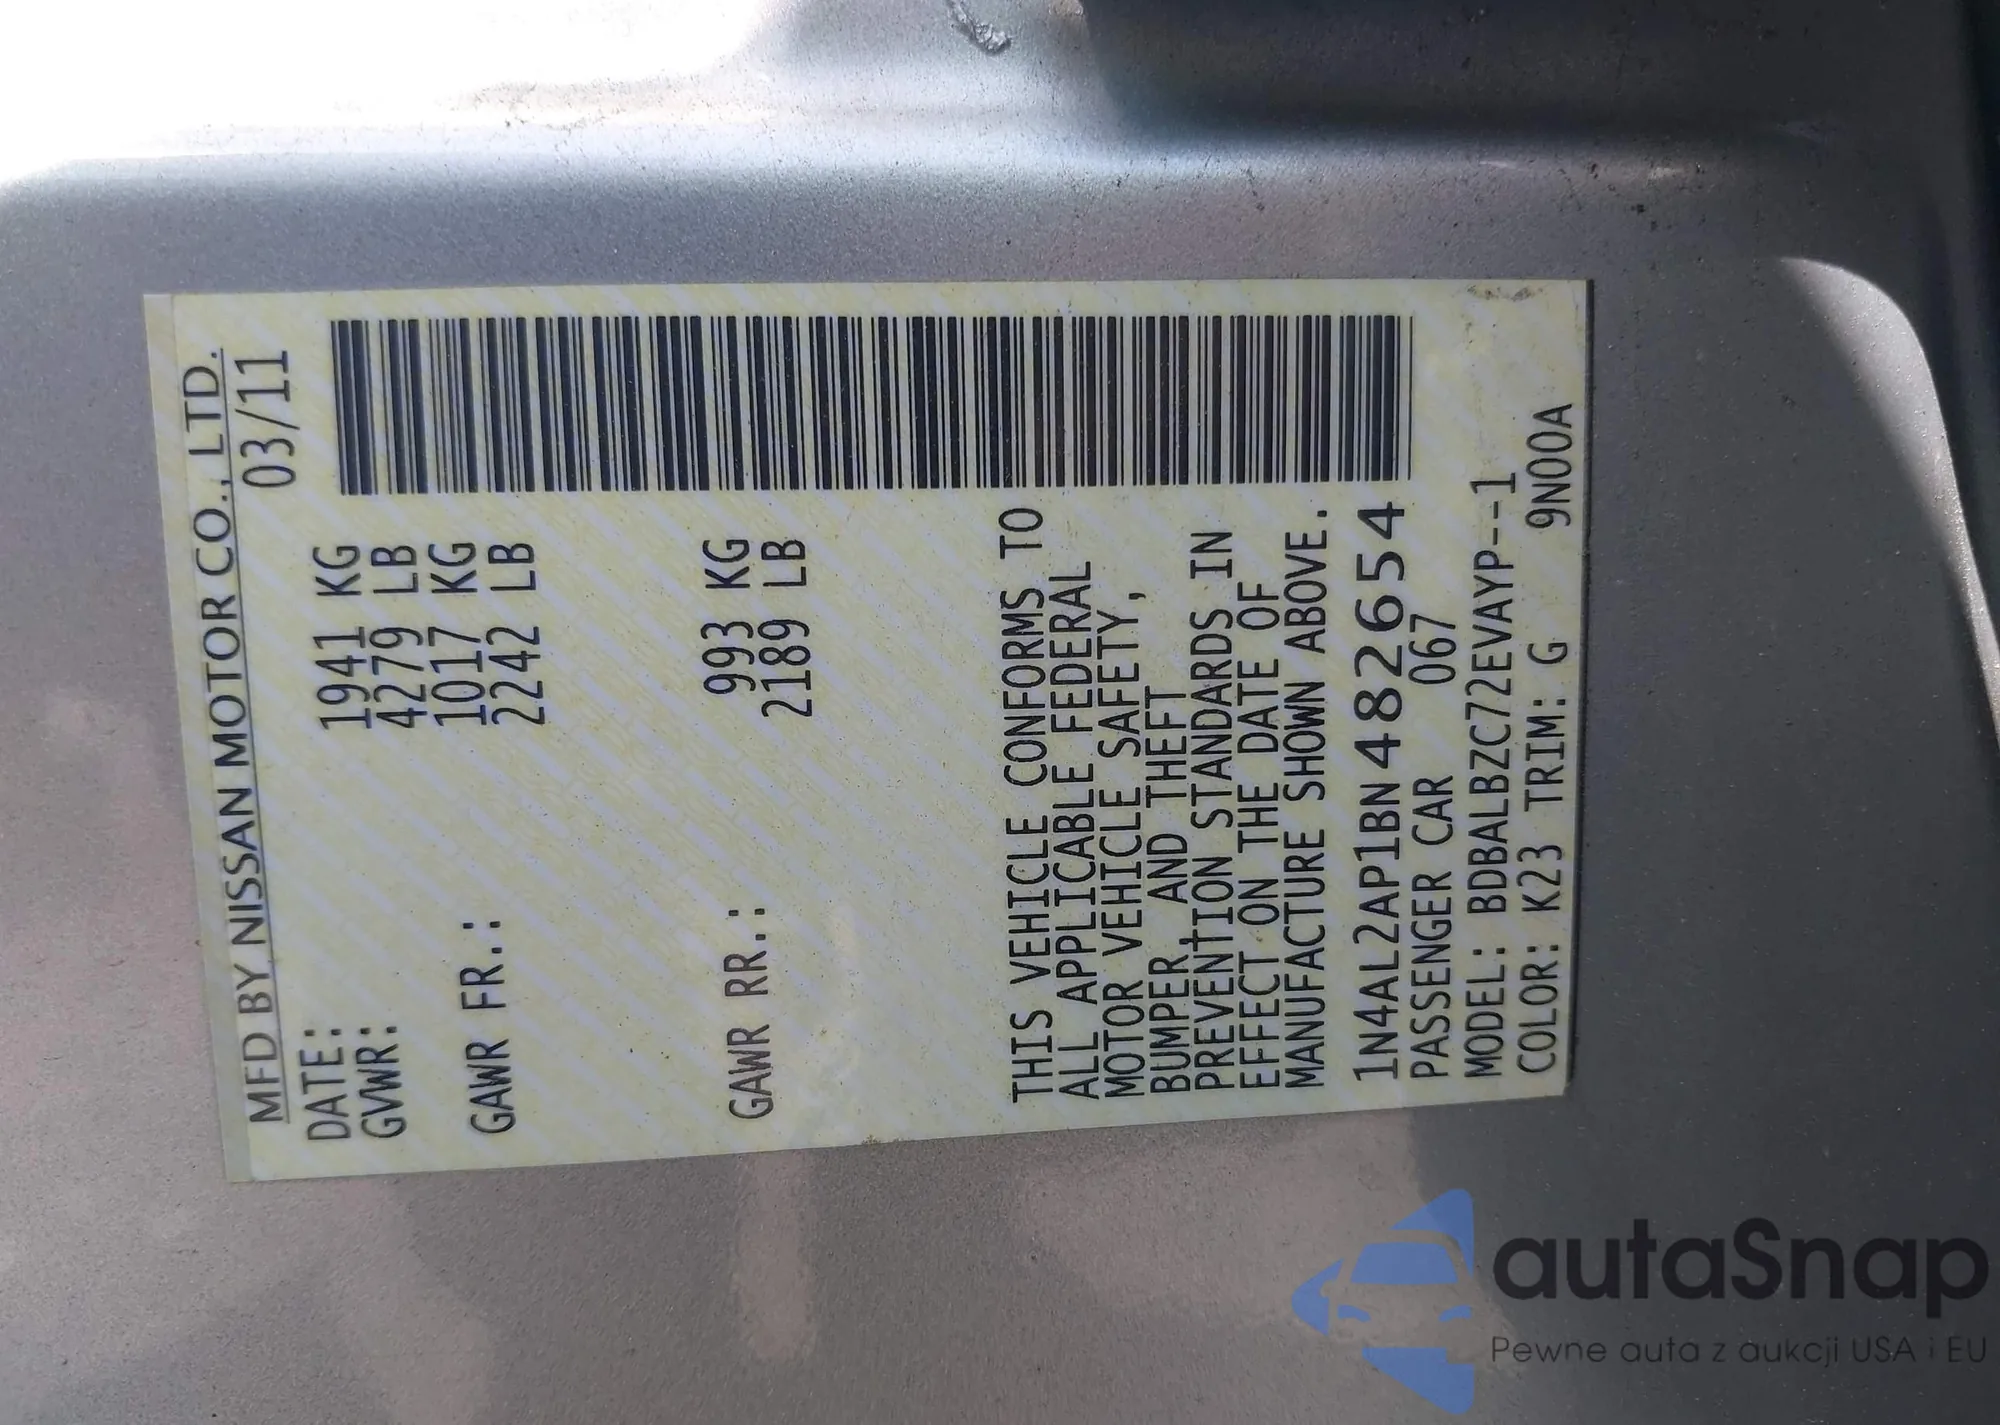 MFD BY NISSAN MOTOR CO., LTD.
DATE: 03/11
GVWR: 1941 KG
4279 LB
GAWR FR.: 1017 KG
2242 LB
GAWR RR.: 993 KG
2189 LB
THIS VEHICLE CONFORMS TO
ALL APPLICABLE FEDERAL
MOTOR VEHICLE SAFETY,
BUMPER, AND THEFT
PREVENTION STANDARDS IN
EFFECT ON THE DATE OF
MANUFACTURE SHOWN ABOVE.
1N4AL2AP1BN482654
PASSENGER CAR 067
MODEL: BDBALBZC72EVAYP--1
COLOR: K23 TRIM: G 9N00A
autaSnap
Pewne auta z aukcji USA i EU